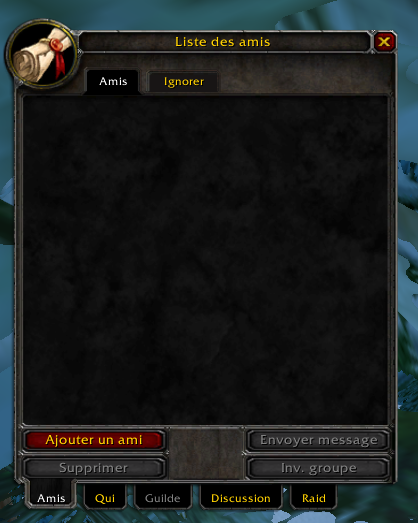 Liste des amis
Amis Ignorer
Ajouter un ami Envoyer message
Supprimer Inv. groupe
Amis Qui Guilde Discussion Raid